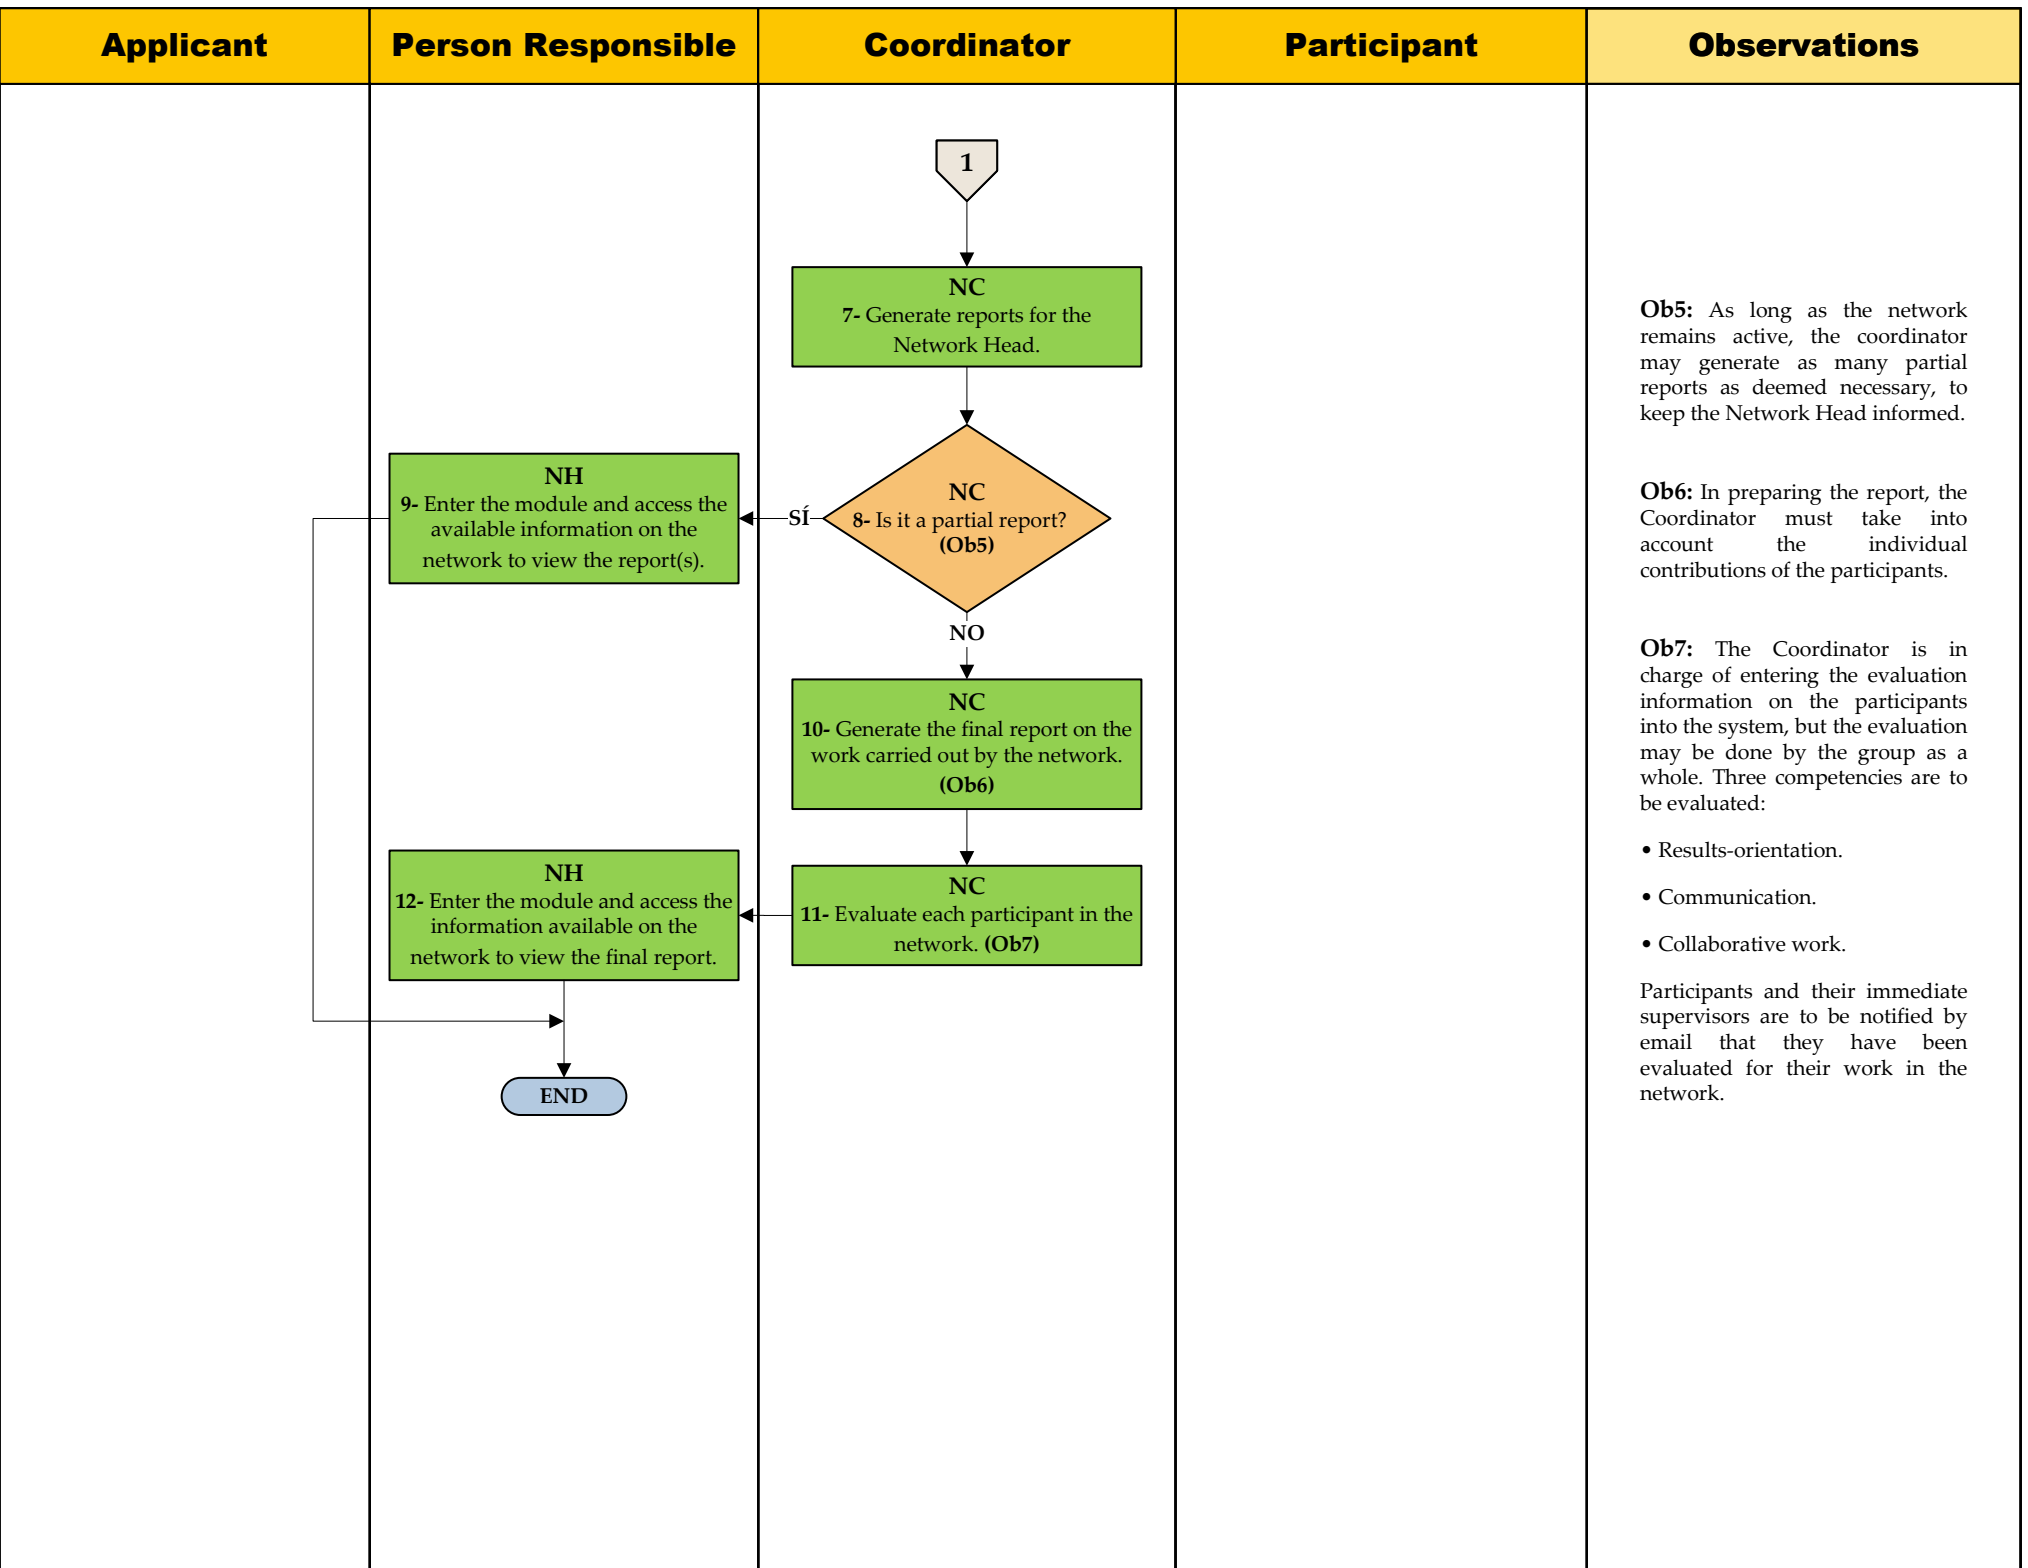 Applicant
Person Responsible
Coordinator
Participant
Observations
1
NC
7- Generate reports for the
Network Head.
NC
8- Is it a partial report?
(Ob5)
SÍ
NH
9- Enter the module and access the
available information on the
network to view the report(s).
NO
NC
10- Generate the final report on the
work carried out by the network.
(Ob6)
NC
11- Evaluate each participant in the
network. (Ob7)
NH
12- Enter the module and access the
information available on the
network to view the final report.
END
Ob5: As long as the network
remains active, the coordinator
may generate as many partial
reports as deemed necessary, to
keep the Network Head informed.
Ob6: In preparing the report, the
Coordinator must take into
account the individual
contributions of the participants.
Ob7: The Coordinator is in
charge of entering the evaluation
information on the participants
into the system, but the evaluation
may be done by the group as a
whole. Three competencies are to
be evaluated:
• Results-orientation.
• Communication.
• Collaborative work.
Participants and their immediate
supervisors are to be notified by
email that they have been
evaluated for their work in the
network.